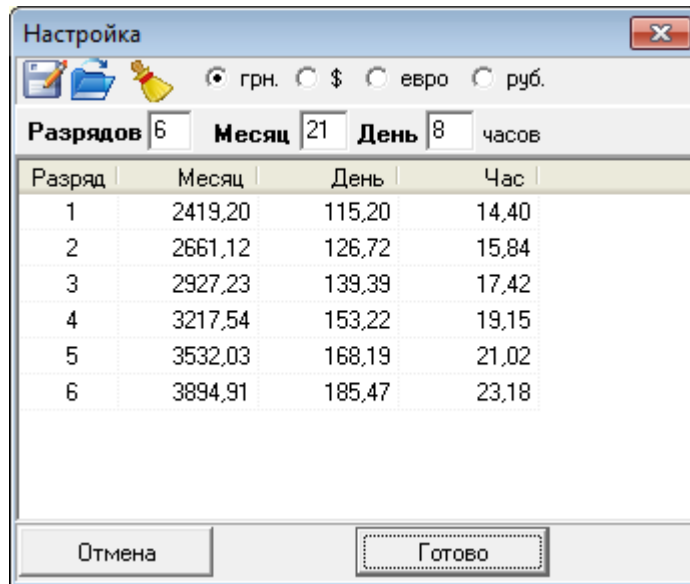 Настройка
грн. $ евро руб.
Разрядов 6 Месяц 21 День 8 часов
Разряд Месяц День Час
1 2419,20 115,20 14,40
2 2661,12 126,72 15,84
3 2927,23 139,39 17,42
4 3217,54 153,22 19,15
5 3532,03 168,19 21,02
6 3894,91 185,47 23,18
Отмена Готово